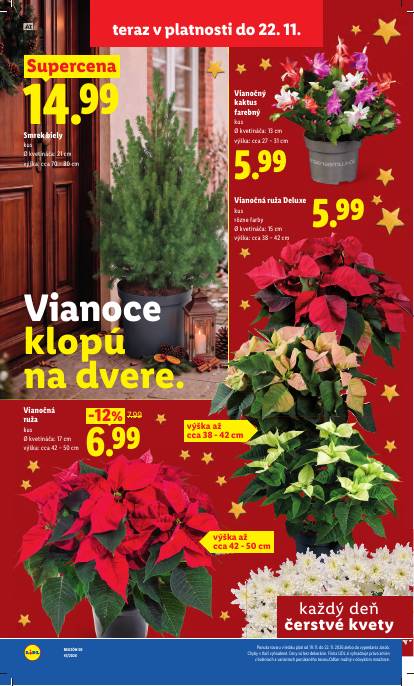 teraz v platnosti do 22. 11.
Supercena
14.99
Smrek biely
kus
Ø kvetináča: 21 cm
výška: cca 70 - 80 cm
Vianočný
kaktus
farebný
kus
Ø kvetináča: 13 cm
výška: cca 27 - 31 cm
5.99
Vianočná ruža Deluxe
kus
rôzne farby
Ø kvetináča: 15 cm
výška: cca 38 - 42 cm
5.99
Vianoce
klopú
na dvere.
Vianočná
ruža
kus
Ø kvetináča: 17 cm
výška: cca 42 - 50 cm
-12% 7.99
6.99
výška až
cca 38 - 42 cm
výška až
cca 42 - 50 cm
každý deň
čerstvé kvety
LIDL